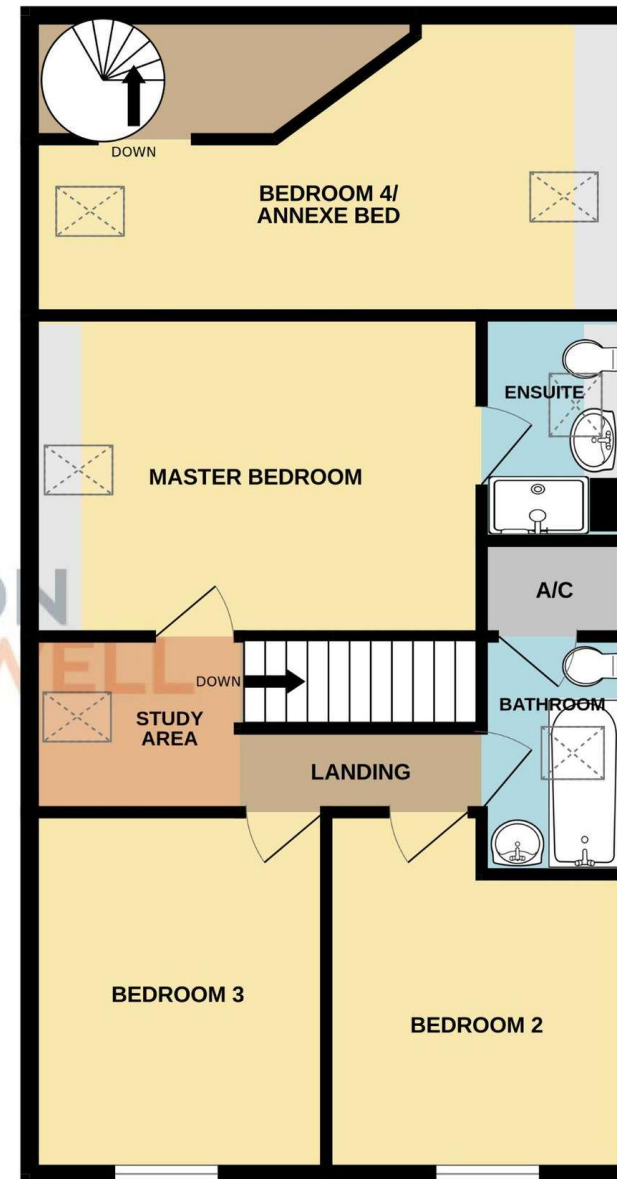 DOWN
BEDROOM 4/
ANNEXE BED
ENSUITE
MASTER BEDROOM
A/C
DOWN
STUDY
AREA
BATHROOM
LANDING
BEDROOM 3
BEDROOM 2